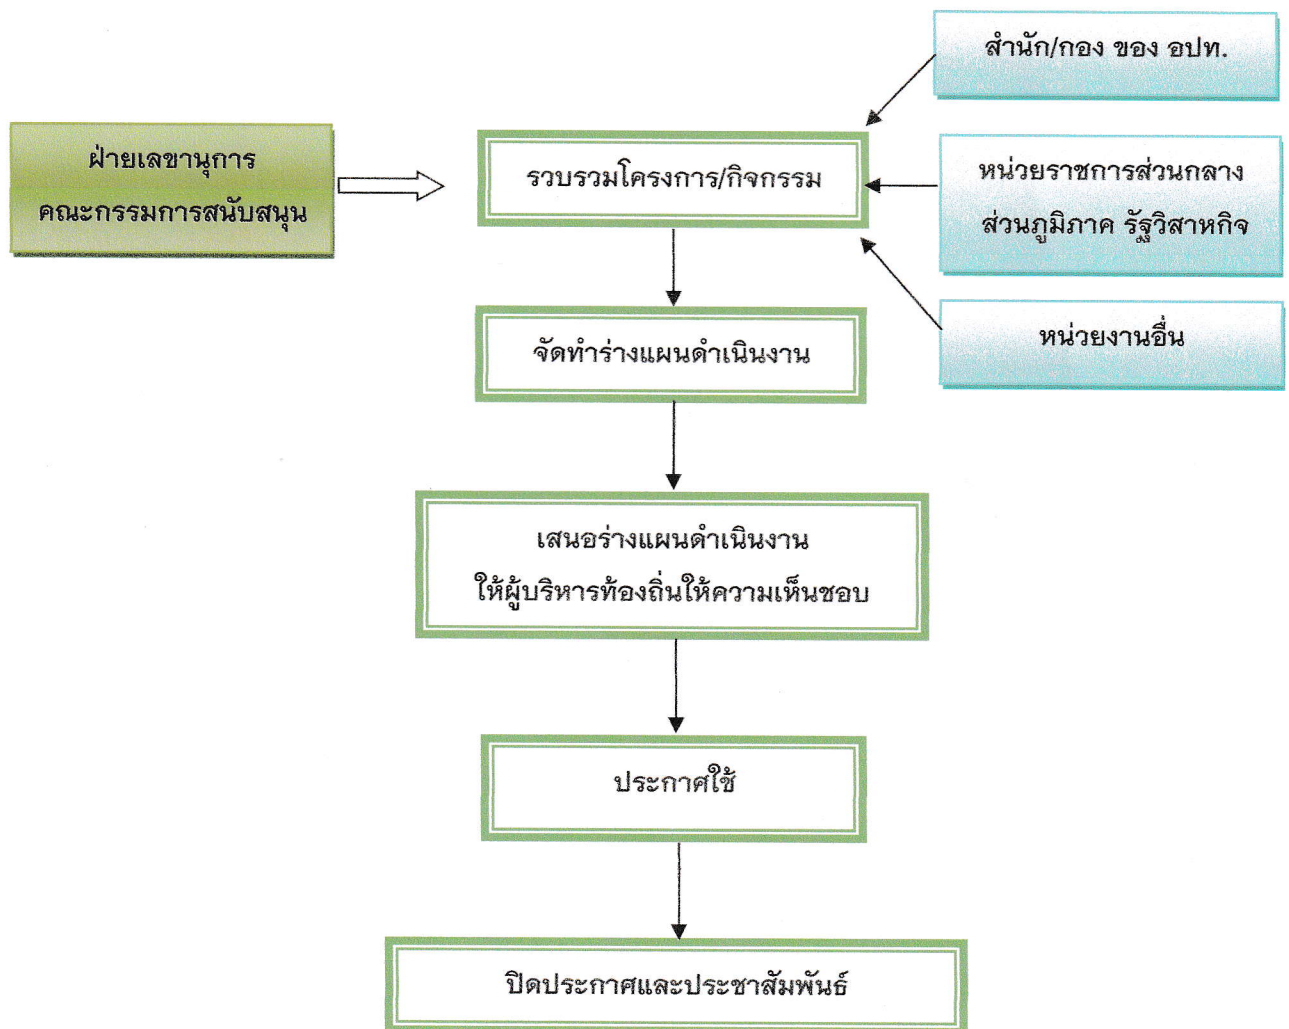 สำนัก/กอง ของ อปท.
ฝ่ายเลขานุการ
คณะกรรมการสนับสนุน
รวบรวมโครงการ/กิจกรรม
หน่วยราชการส่วนกลาง
ส่วนภูมิภาค รัฐวิสาหกิจ
หน่วยงานอื่น
จัดทำร่างแผนดำเนินงาน
เสนอร่างแผนดำเนินงาน
ให้ผู้บริหารท้องถิ่นให้ความเห็นชอบ
ประกาศใช้
ปิดประกาศและประชาสัมพันธ์